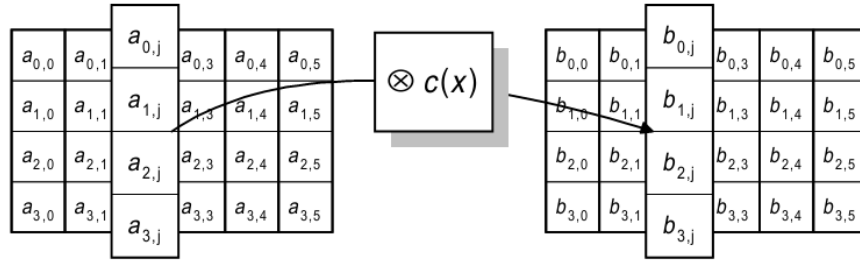 a0,j
a0,0 a0,1 a0,3 a0,4 a0,5
a1,j
a1,0 a1,1 a1,3 a1,4 a1,5
a2,j
a2,0 a2,1 a2,3 a2,4 a2,5
a3,j
a3,0 a3,1 a3,3 a3,4 a3,5
⊗ c(x)
b0,j
b0,0 b0,1 b0,3 b0,4 b0,5
b1,j
b1,0 b1,1 b1,3 b1,4 b1,5
b2,j
b2,0 b2,1 b2,3 b2,4 b2,5
b3,j
b3,0 b3,1 b3,3 b3,4 b3,5